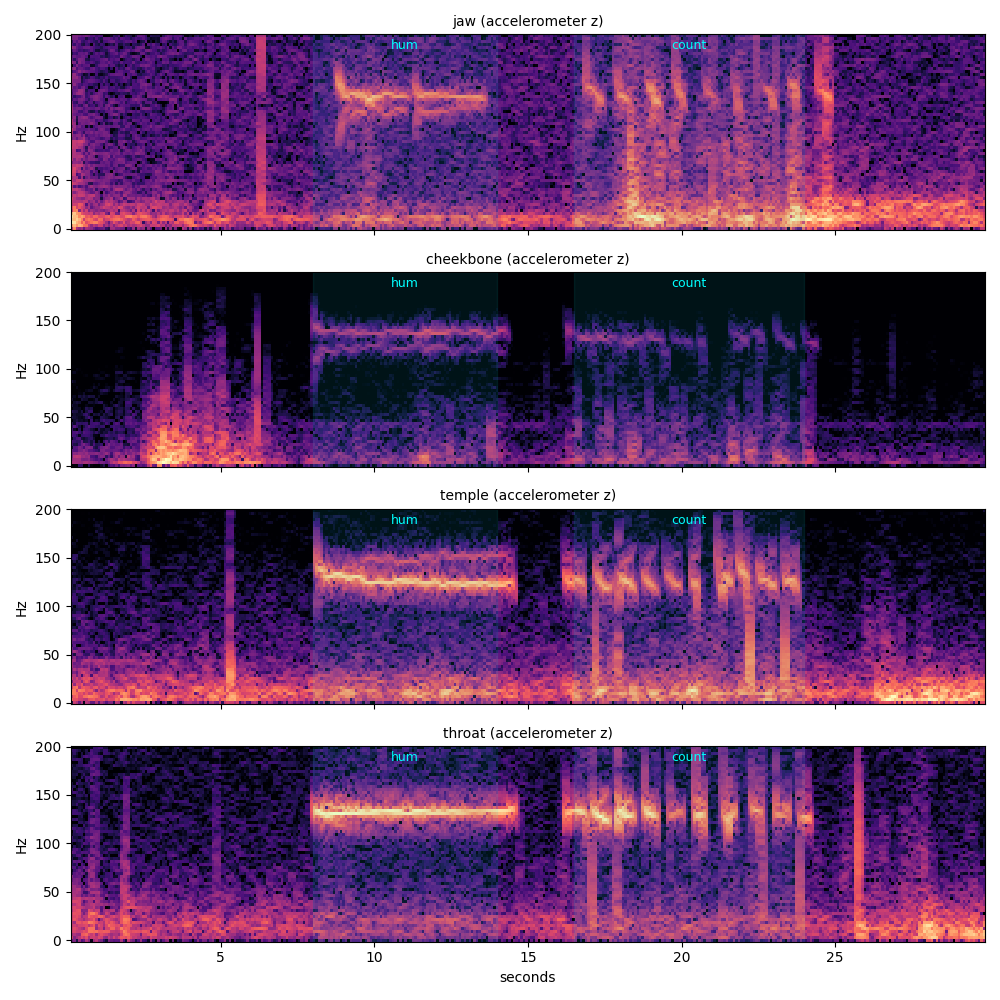 jaw (accelerometer z)
200
150
100
50
0
Hz
hum
count
cheekbone (accelerometer z)
200
150
100
50
0
Hz
hum
count
temple (accelerometer z)
200
150
100
50
0
Hz
hum
count
throat (accelerometer z)
200
150
100
50
0
Hz
hum
count
5 10 15 20 25
seconds